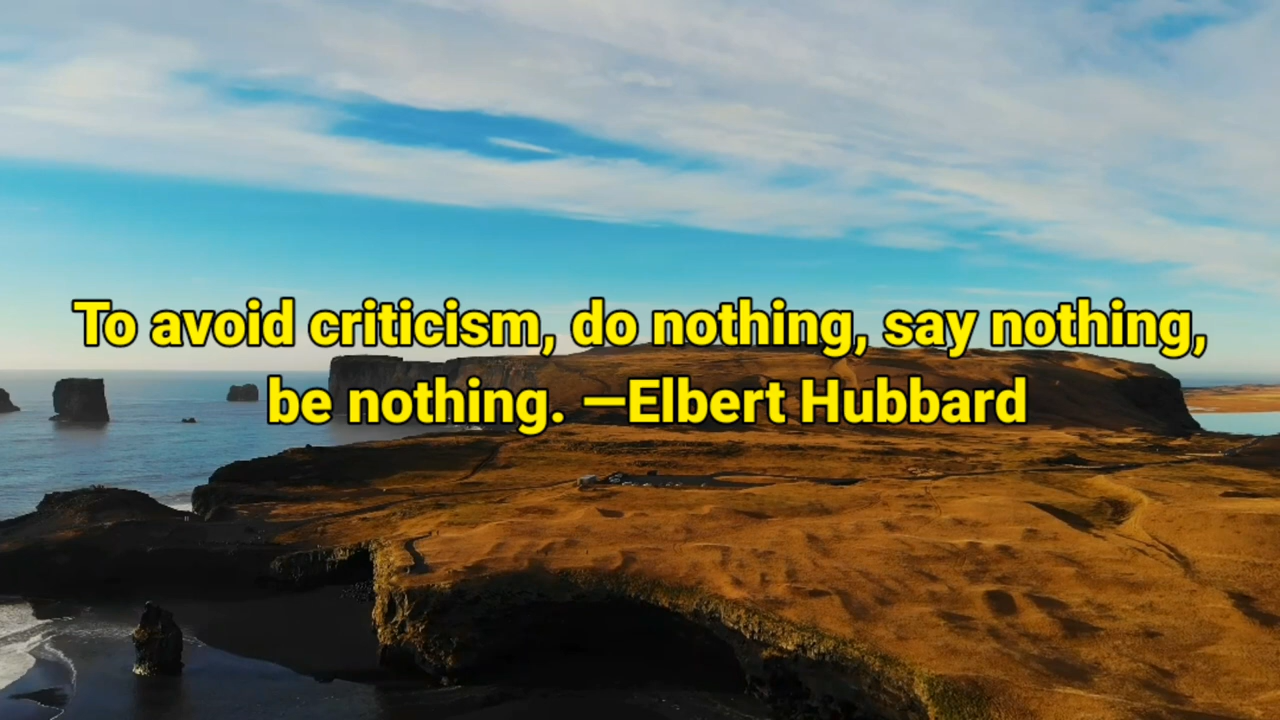 To avoid criticism, do nothing, say nothing,
be nothing. —Elbert Hubbard